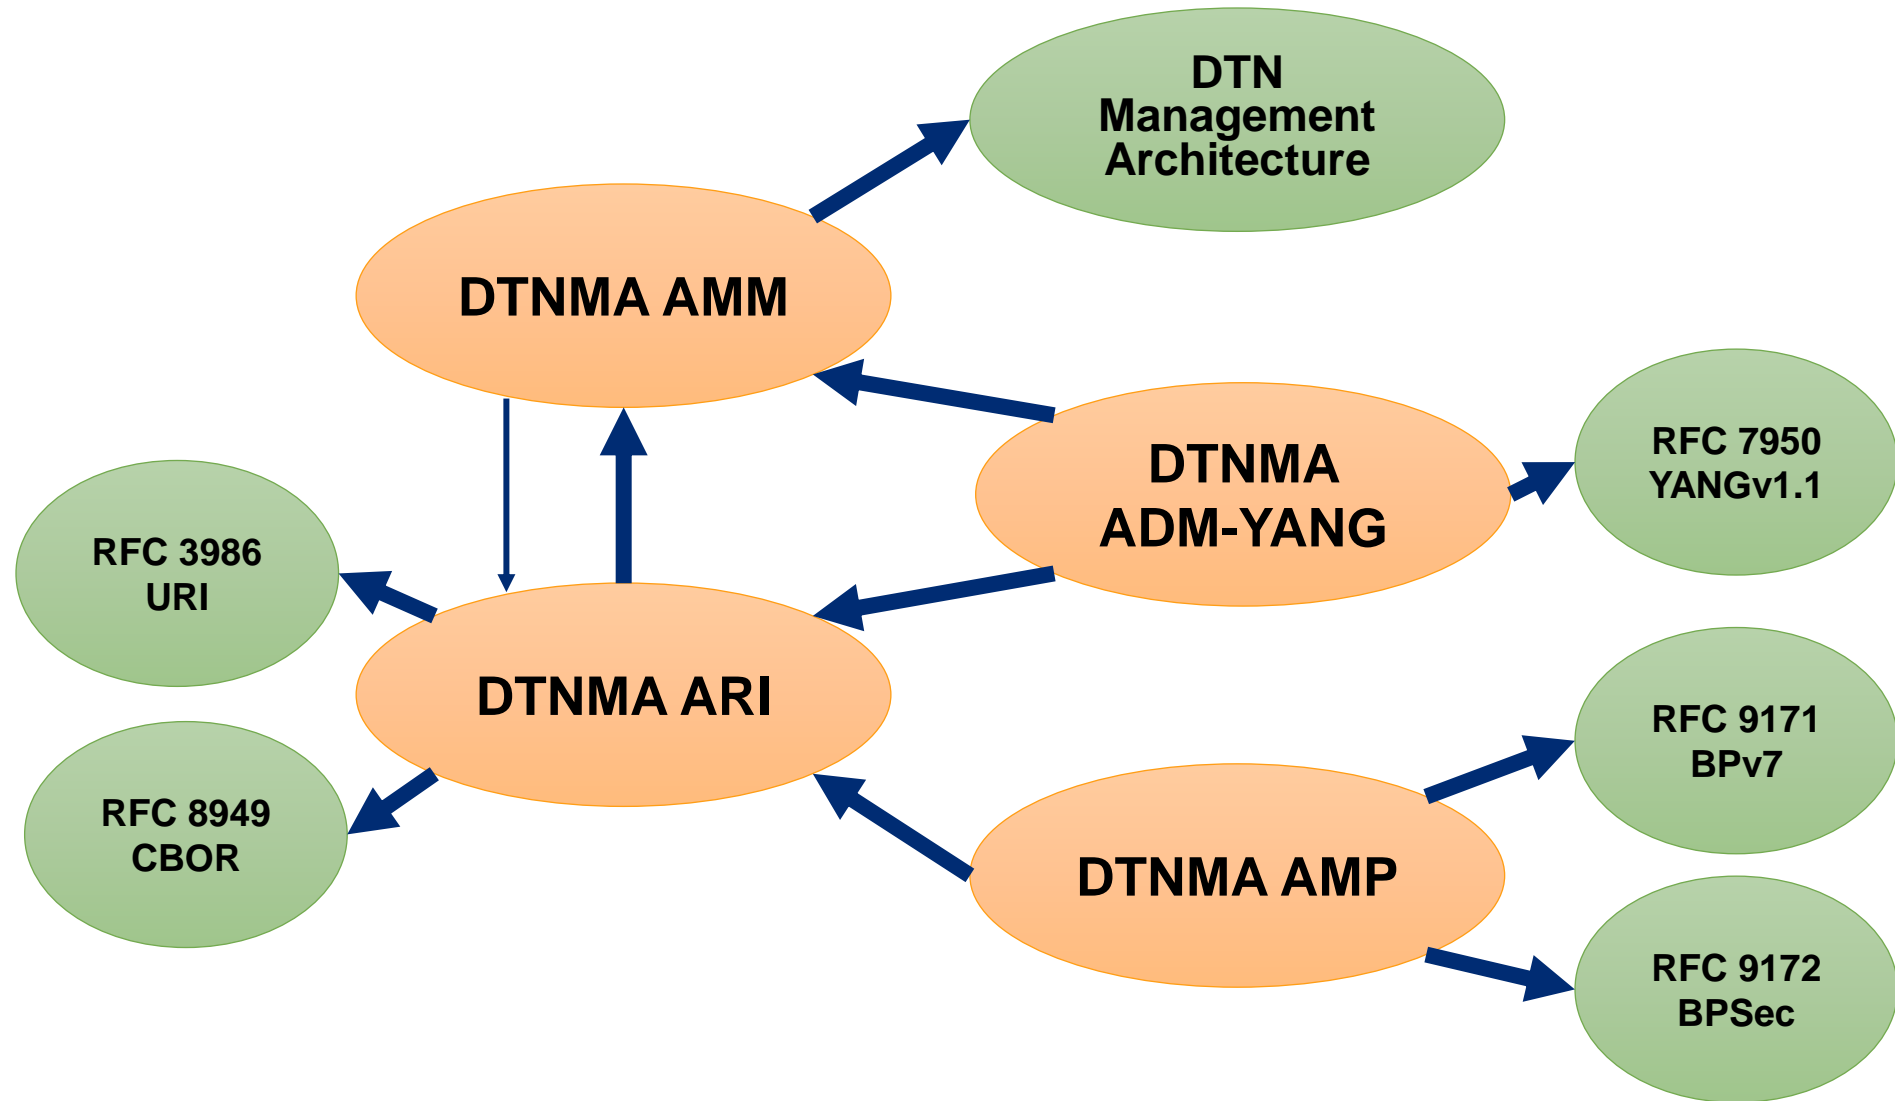 DTN
Management
Architecture
DTNMA AMM
DTNMA
ADM-YANG
RFC 7950
YANGv1.1
RFC 3986
URI
DTNMA ARI
RFC 9171
BPv7
RFC 8949
CBOR
DTNMA AMP
RFC 9172
BPSec